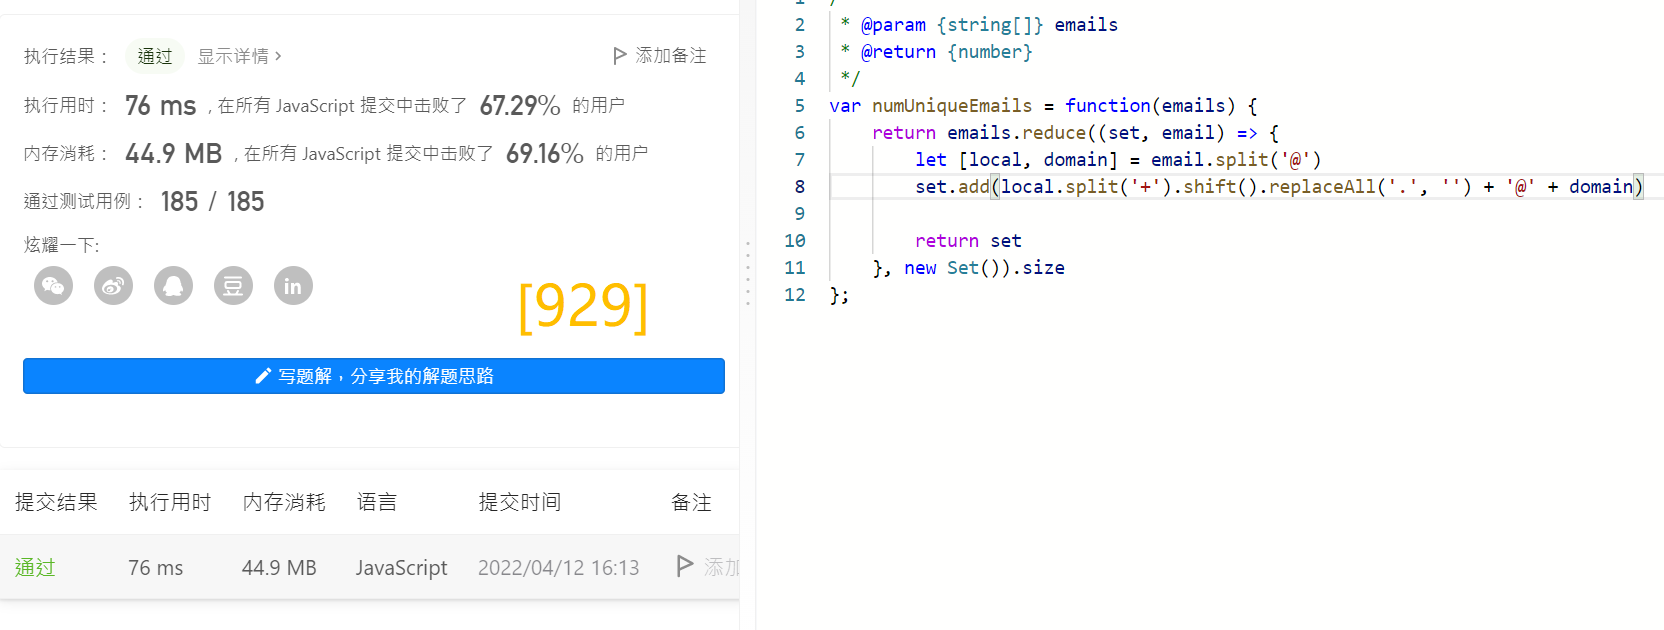 执行结果： 通过 显示详情 >
添加备注
执行用时： 76 ms , 在所有 JavaScript 提交中击败了 67.29% 的用户
内存消耗： 44.9 MB , 在所有 JavaScript 提交中击败了 69.16% 的用户
通过测试用例： 185 / 185
炫耀一下:
豆 in
[929]
写题解，分享我的解题思路
提交结果 执行用时 内存消耗 语言 提交时间 备注
通过 76 ms 44.9 MB JavaScript 2022/04/12 16:13 添加
2 * @param {string[]} emails
3 * @return {number}
4 */
5 var numUniqueEmails = function(emails) {
6 return emails.reduce((set, email) => {
7 let [local, domain] = email.split('@')
8 set.add(local.split('+').shift().replaceAll('.', '') + '@' + domain)
9
10 return set
11 }, new Set()).size
12 };